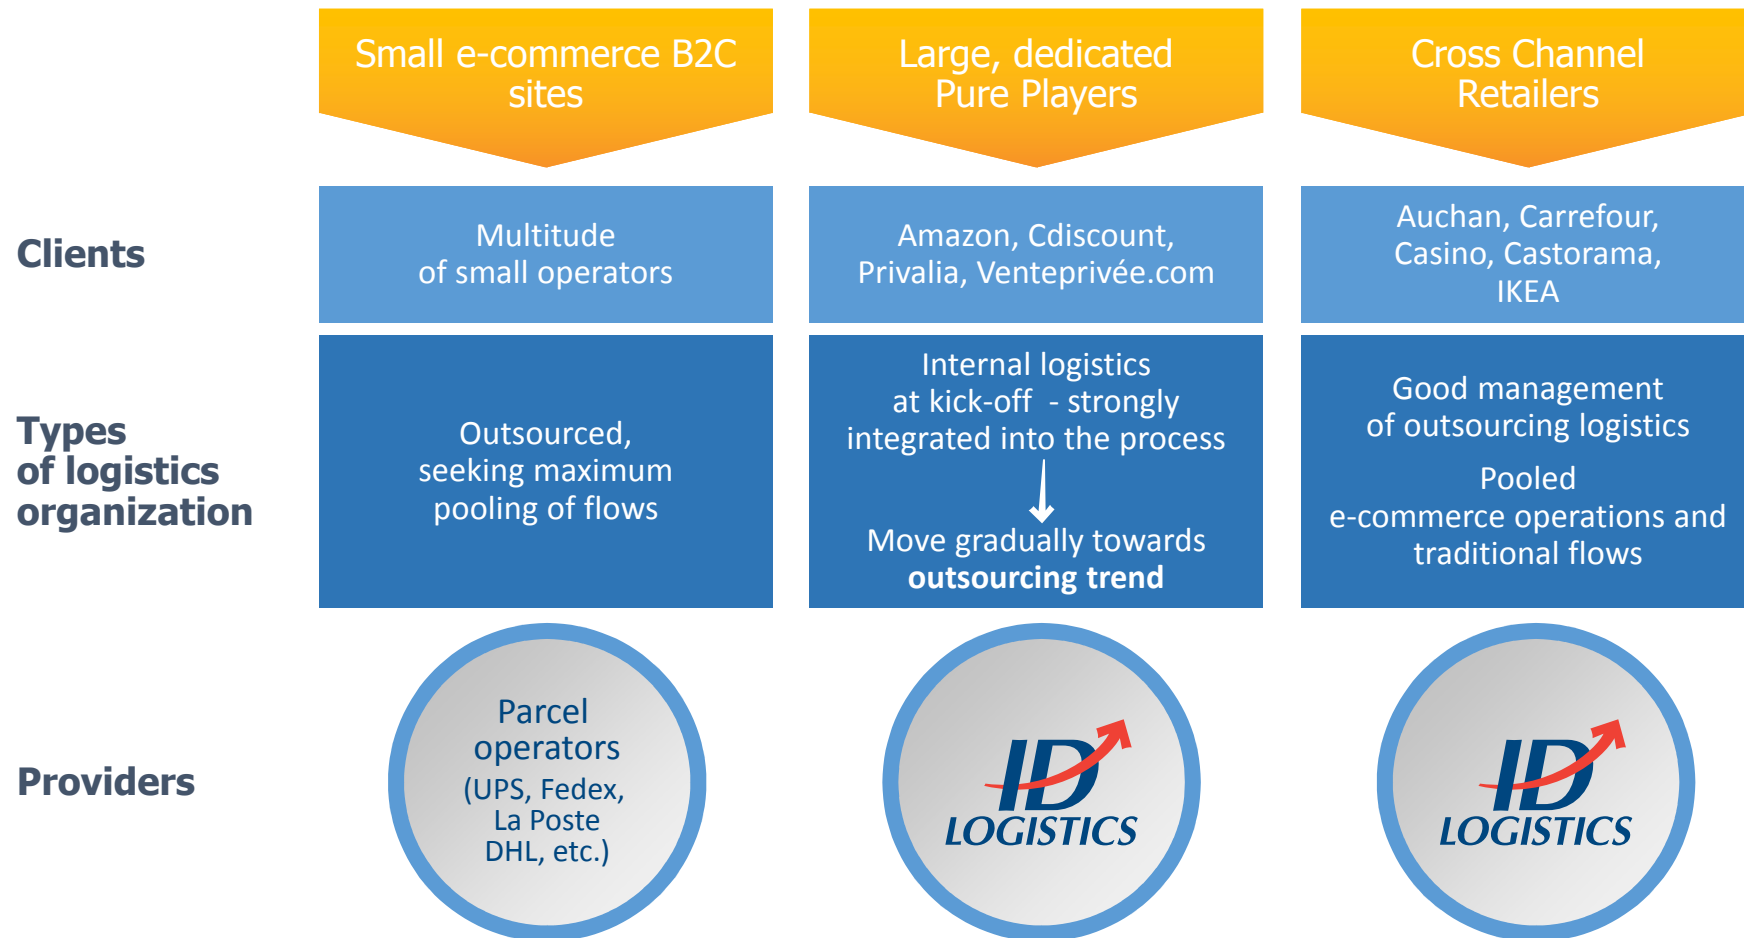 Small e-commerce B2C
sites
Large, dedicated
Pure Players
Cross Channel
Retailers
Clients
Multitude
of small operators
Amazon, Cdiscount,
Privalia, Venteprivée.com
Auchan, Carrefour,
Casino, Castorama,
IKEA
Types
of logistics
organization
Outsourced,
seeking maximum
pooling of flows
Internal logistics
at kick-off  - strongly
integrated into the process
Move gradually towards
outsourcing trend
Good management
of outsourcing logistics
Pooled
e-commerce operations and
traditional flows
Providers
Parcel
operators
(UPS, Fedex,
La Poste
DHL, etc.)
ID
LOGISTICS
ID
LOGISTICS